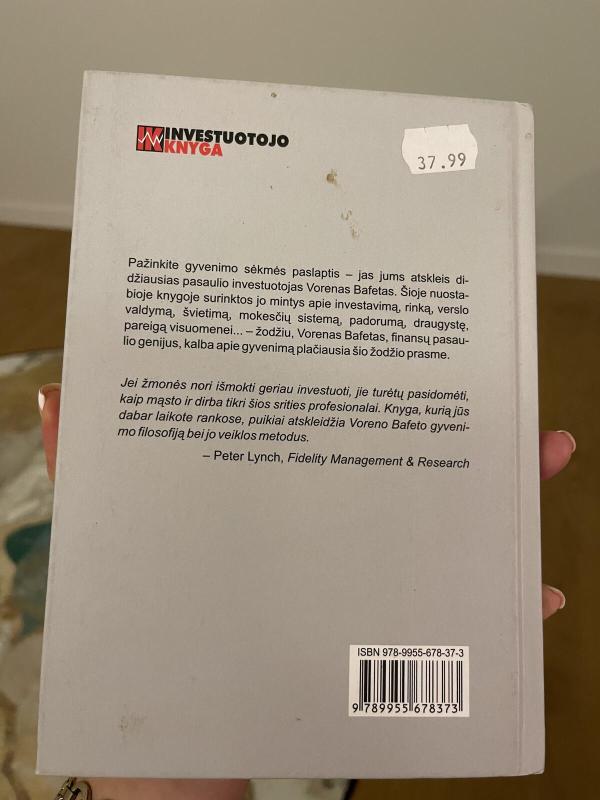 INVESTUOTOJO
KNYGA
37.99
Pažinkite gyvenimo sėkmės paslaptis – jas jums atskleis di-
džiausias pasaulio investuotojas Vorenas Bafetas. Šioje nuosta-
bioje knygoje surinktos jo mintys apie investavimą, rinką, verslo
valdymą, švietimą, mokesčių sistemą, padorumą, draugystę,
pareigą visuomenei... – žodžiu, Vorenas Bafetas, finansų pasau-
lio genijus, kalba apie gyvenimą plačiausia šio žodžio prasme.
Jei žmonės nori išmokti geriau investuoti, jie turėtų pasidomėti,
kaip mąsto ir dirba tikri šios srities profesionalai. Knyga, kurią jūs
dabar laikote rankose, puikiai atskleidžia Voreno Bafeto gyveni-
mo filosofiją bei jo veiklos metodus.
– Peter Lynch, Fidelity Management & Research
ISBN 978-9955-678-37-3
9 789955 678373